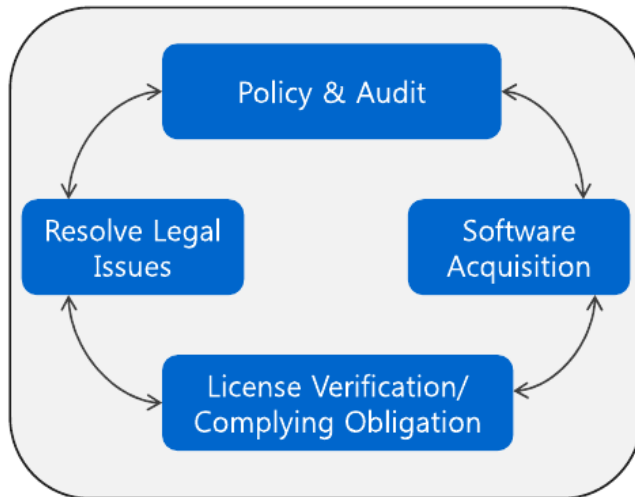 Policy & Audit
Resolve Legal
Issues
Software
Acquisition
License Verification/
Complying Obligation